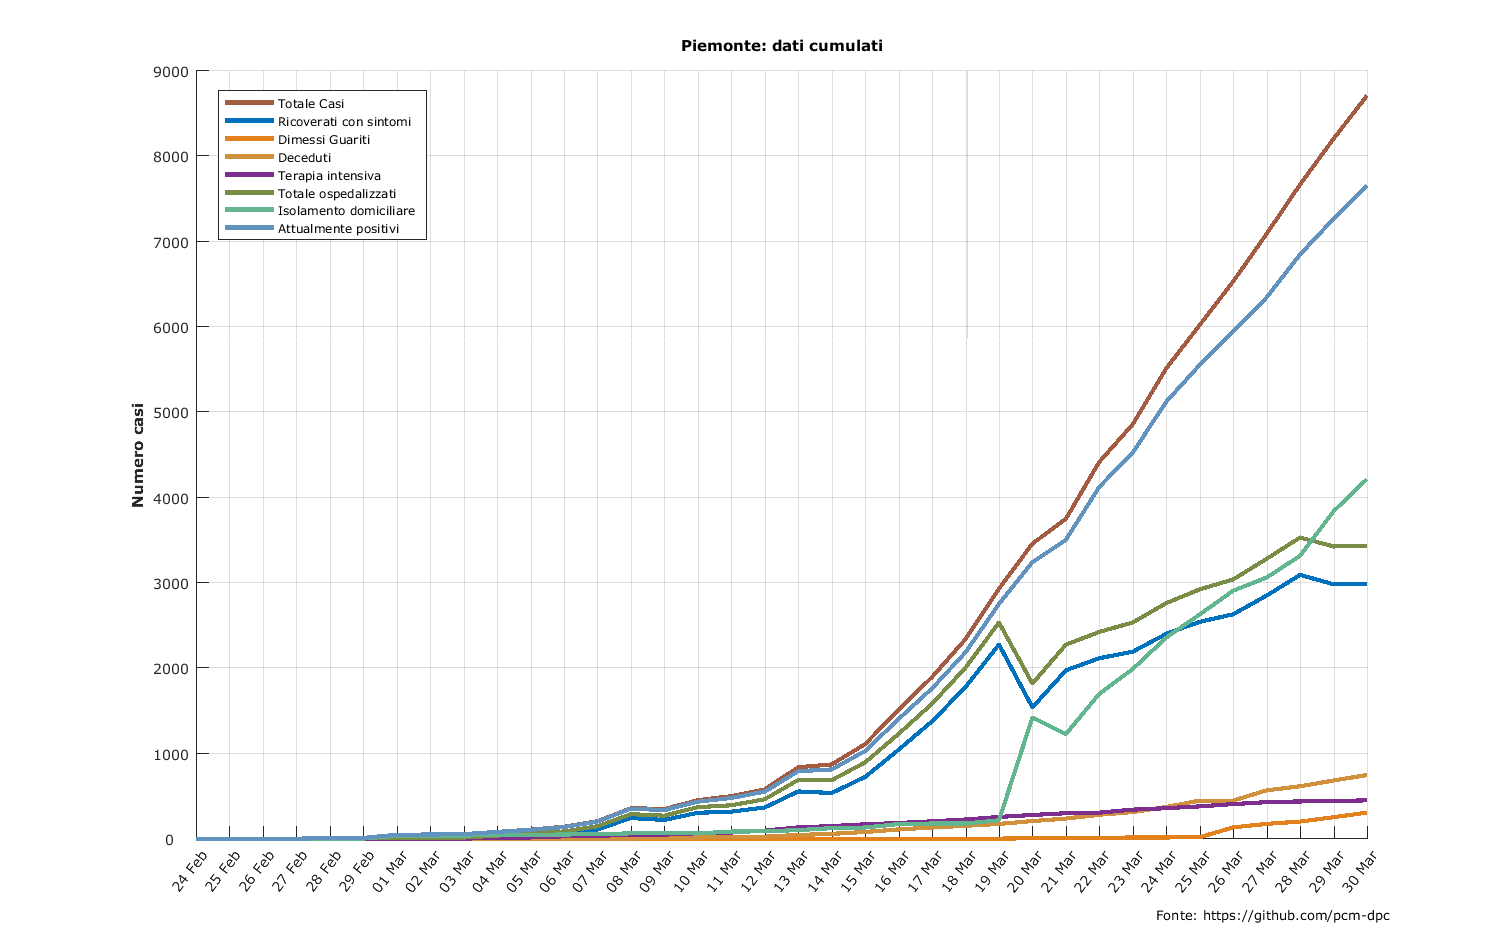 Piemonte: dati cumulati
9000
8000
7000
6000
5000
4000
3000
2000
1000
0
Numero casi
Totale Casi
Ricoverati con sintomi
Dimessi Guariti
Deceduti
Terapia intensiva
Totale ospedalizzati
Isolamento domiciliare
Attualmente positivi
24 Feb
25 Feb
26 Feb
27 Feb
28 Feb
29 Feb
01 Mar
02 Mar
03 Mar
04 Mar
05 Mar
06 Mar
07 Mar
08 Mar
09 Mar
10 Mar
11 Mar
12 Mar
13 Mar
14 Mar
15 Mar
16 Mar
17 Mar
18 Mar
19 Mar
20 Mar
21 Mar
22 Mar
23 Mar
24 Mar
25 Mar
26 Mar
27 Mar
28 Mar
29 Mar
30 Mar
Fonte: https://github.com/pcm-dpc